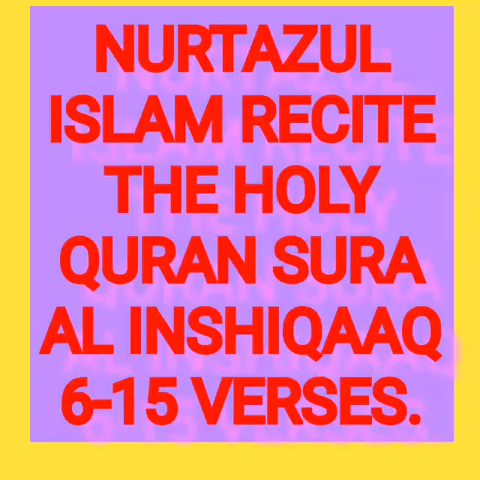 NURTAZUL
ISLAM RECITE
THE HOLY
QURAN SURA
AL INSHIQAAQ
6-15 VERSES.